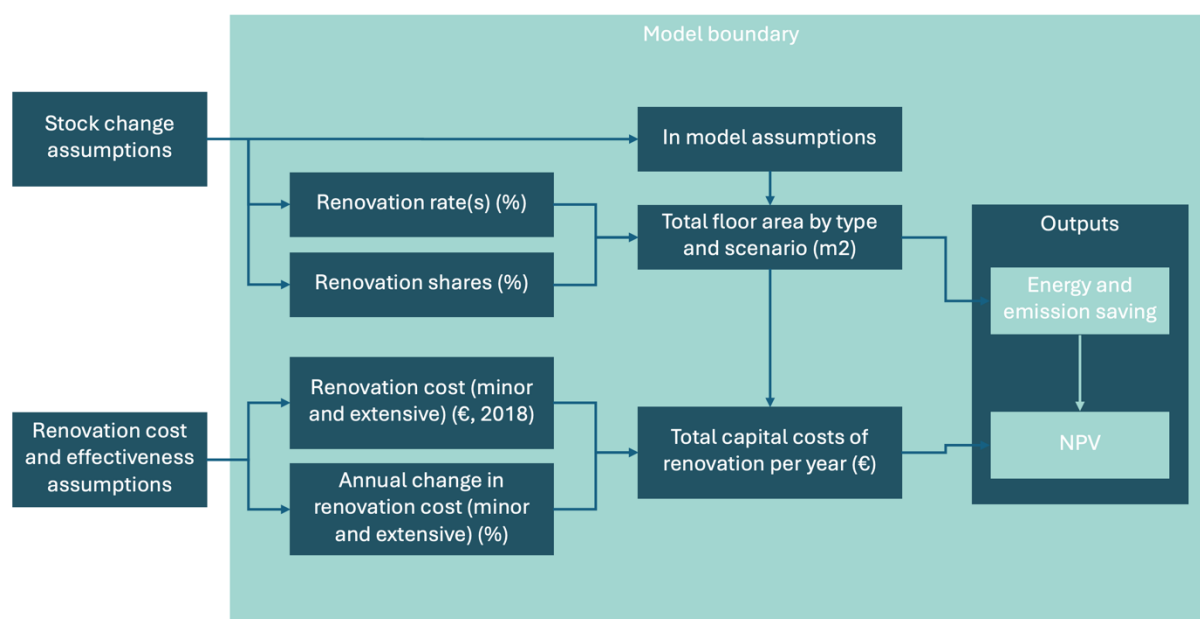 Model boundary
Stock change
assumptions
In model assumptions
Renovation rate(s) (%)
Total floor area by type
and scenario (m2)
Outputs
Renovation shares (%)
Energy and
emission saving
Renovation cost (minor
and extensive) (€, 2018)
Renovation cost
and effectiveness
assumptions
Total capital costs of
renovation per year (€)
NPV
Annual change in
renovation cost (minor
and extensive) (%)